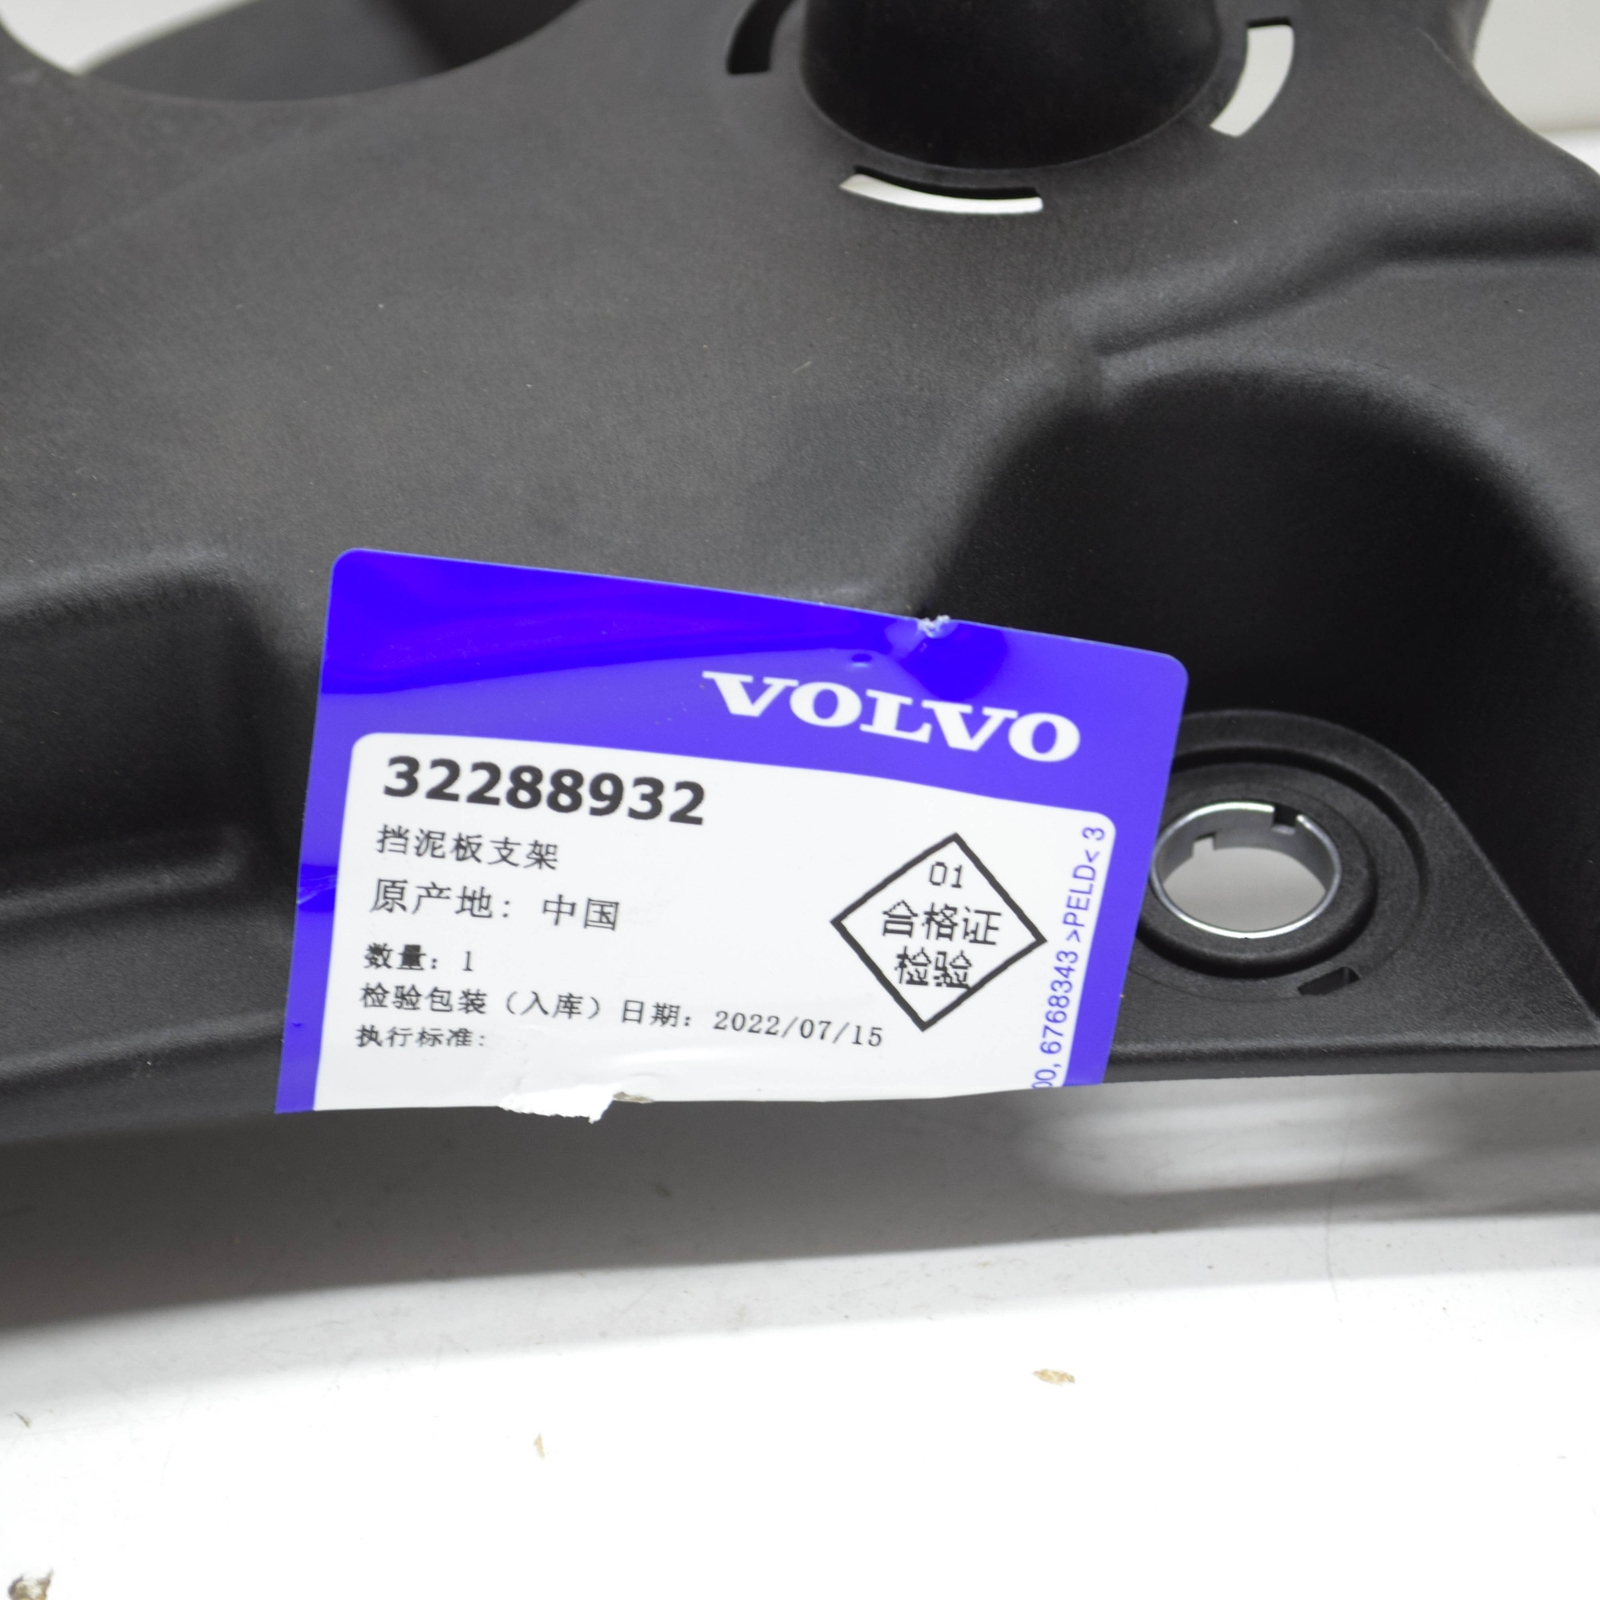 VOLVO
32288932
挡泥板支架
原产地：中国
数量：1
检验包装（入库）日期：2022/07/15
执行标准：
01
合格证
检验
00, 6768343 >PELD< 3